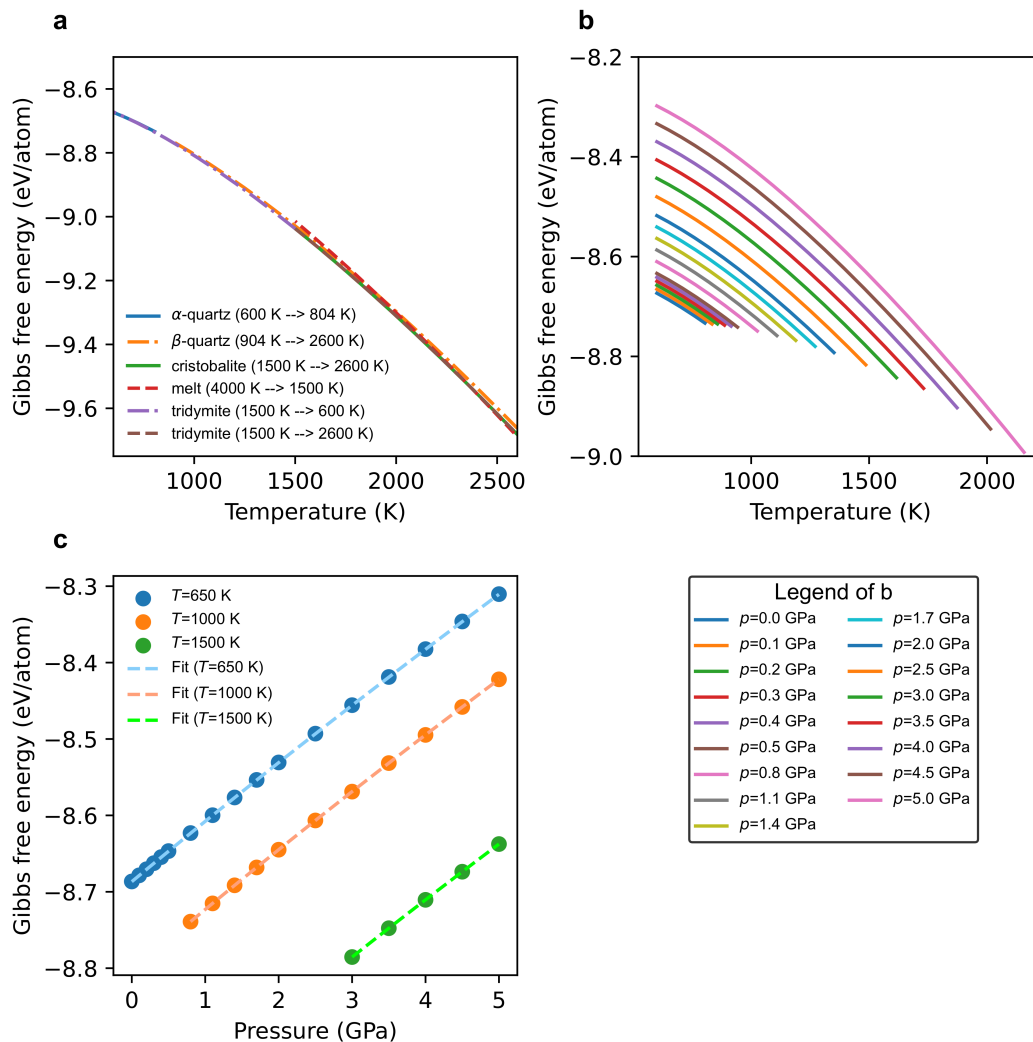 a
−8.6
−8.8
−9.0
−9.2
−9.4
−9.6
1000
1500
2000
2500
Temperature (K)
Gibbs free energy (eV/atom)
α-quartz (600 K --> 804 K)
β-quartz (904 K --> 2600 K)
cristobalite (1500 K --> 2600 K)
melt (4000 K --> 1500 K)
tridymite (1500 K --> 600 K)
tridymite (1500 K --> 2600 K)
b
−8.2
−8.4
−8.6
−8.8
−9.0
1000
1500
2000
Temperature (K)
Gibbs free energy (eV/atom)
c
−8.3
−8.4
−8.5
−8.6
−8.7
−8.8
0
1
2
3
4
5
Pressure (GPa)
Gibbs free energy (eV/atom)
T=650 K
T=1000 K
T=1500 K
Fit (T=650 K)
Fit (T=1000 K)
Fit (T=1500 K)
Legend of b
p=0.0 GPa
p=0.1 GPa
p=0.2 GPa
p=0.3 GPa
p=0.4 GPa
p=0.5 GPa
p=0.8 GPa
p=1.1 GPa
p=1.4 GPa
p=1.7 GPa
p=2.0 GPa
p=2.5 GPa
p=3.0 GPa
p=3.5 GPa
p=4.0 GPa
p=4.5 GPa
p=5.0 GPa